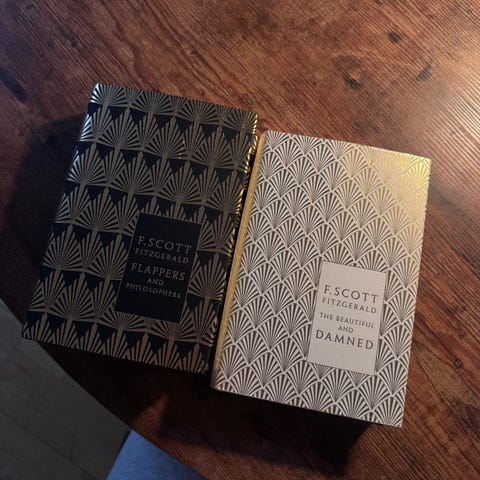 F. SCOTT
FITZGERALD
FLAPPERS
AND
PHILOSOPHERS
F. SCOTT
FITZGERALD
THE BEAUTIFUL
AND
DAMNED